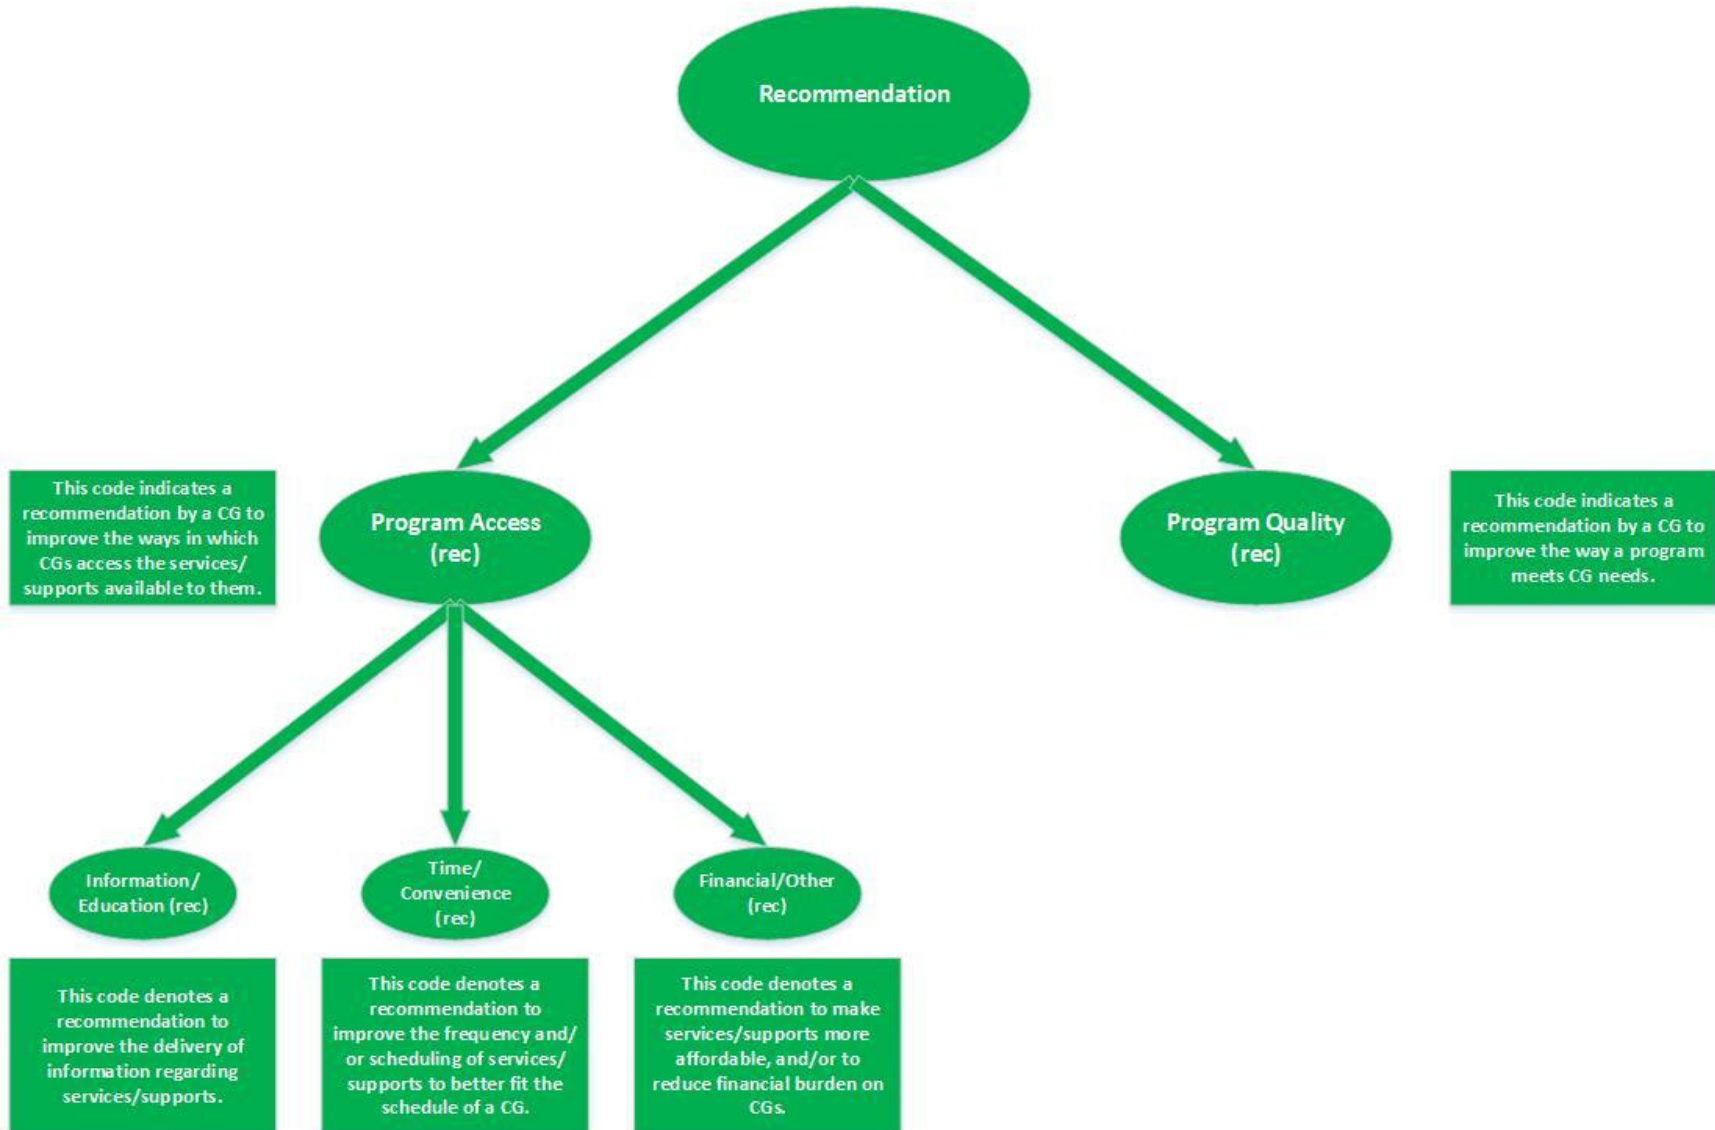 Recommendation
This code indicates a
recommendation by a CG to
improve the ways in which
CGs access the services/
supports available to them.
Program Access
(rec)
Program Quality
(rec)
This code indicates a
recommendation by a CG to
improve the way a program
meets CG needs.
Information/
Education (rec)
Time/
Convenience
(rec)
Financial/Other
(rec)
This code denotes a
recommendation to
improve the delivery of
information regarding
services/supports.
This code denotes a
recommendation to
improve the frequency and/
or scheduling of services/
supports to better fit the
schedule of a CG.
This code denotes a
recommendation to make
services/supports more
affordable, and/or to
reduce financial burden on
CGs.